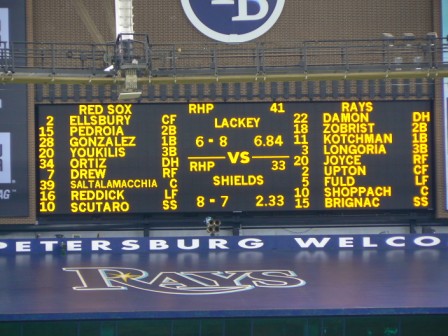 TB
RED SOX RHP 41 RAYS
2 ELLSBURY CF LACKEY 22 DAMON DH
15 PEDROIA 2B 18 ZOBRIST 2B
28 GONZALEZ 1B 6-8 6.84 11 KOTCHMAN 1B
20 YOUKILIS 3B VS 3 LONGORIA 3B
34 ORTIZ DH RHP 33 20 JOYCE RF
7 DREW RF 2 UPTON CF
39 SALTALAMACCHIA C SHIELDS 5 FULD LF
16 REDDICK LF 10 SHOPPACH C
10 SCUTARO SS 8-7 2.33 15 BRIGNAC SS
PETERSBURG WELCO
RAYS